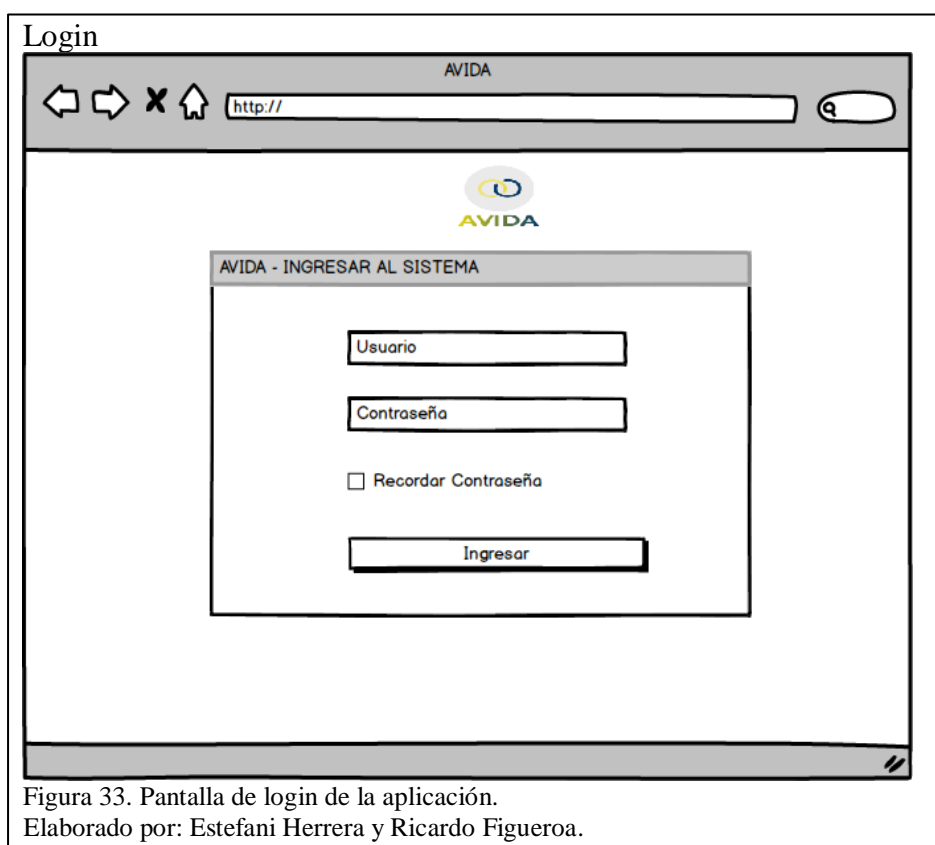 Login
AVIDA
http://
AVIDA
AVIDA - INGRESAR AL SISTEMA
Usuario
Contraseña
Recordar Contraseña
Ingresar
Figura 33. Pantalla de login de la aplicación.
Elaborado por: Estefani Herrera y Ricardo Figueroa.